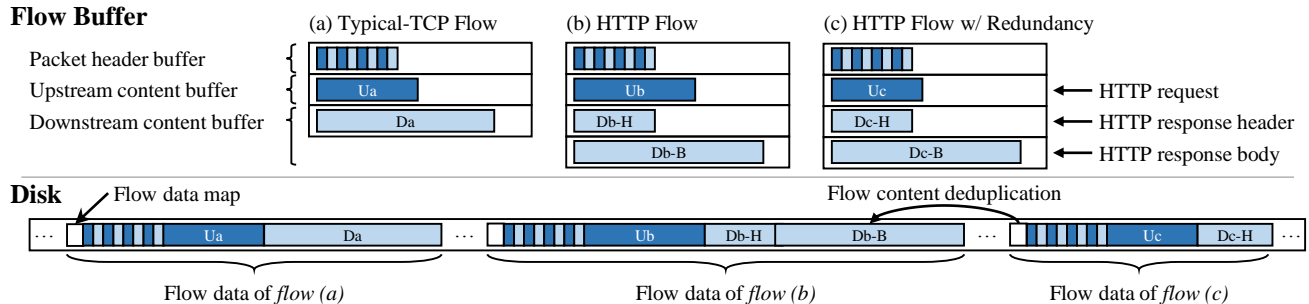 Flow Buffer
(a) Typical-TCP Flow
(b) HTTP Flow
(c) HTTP Flow w/ Redundancy
Packet header buffer
Upstream content buffer
Ua
Ub
Uc
HTTP request
Downstream content buffer
Da
Db-H
Dc-H
HTTP response header
Db-B
Dc-B
HTTP response body
Disk
Flow data map
Flow content deduplication
...
Ua
Da
...
Ub
Db-H
Db-B
...
Uc
Dc-H
...
Flow data of flow (a)
Flow data of flow (b)
Flow data of flow (c)